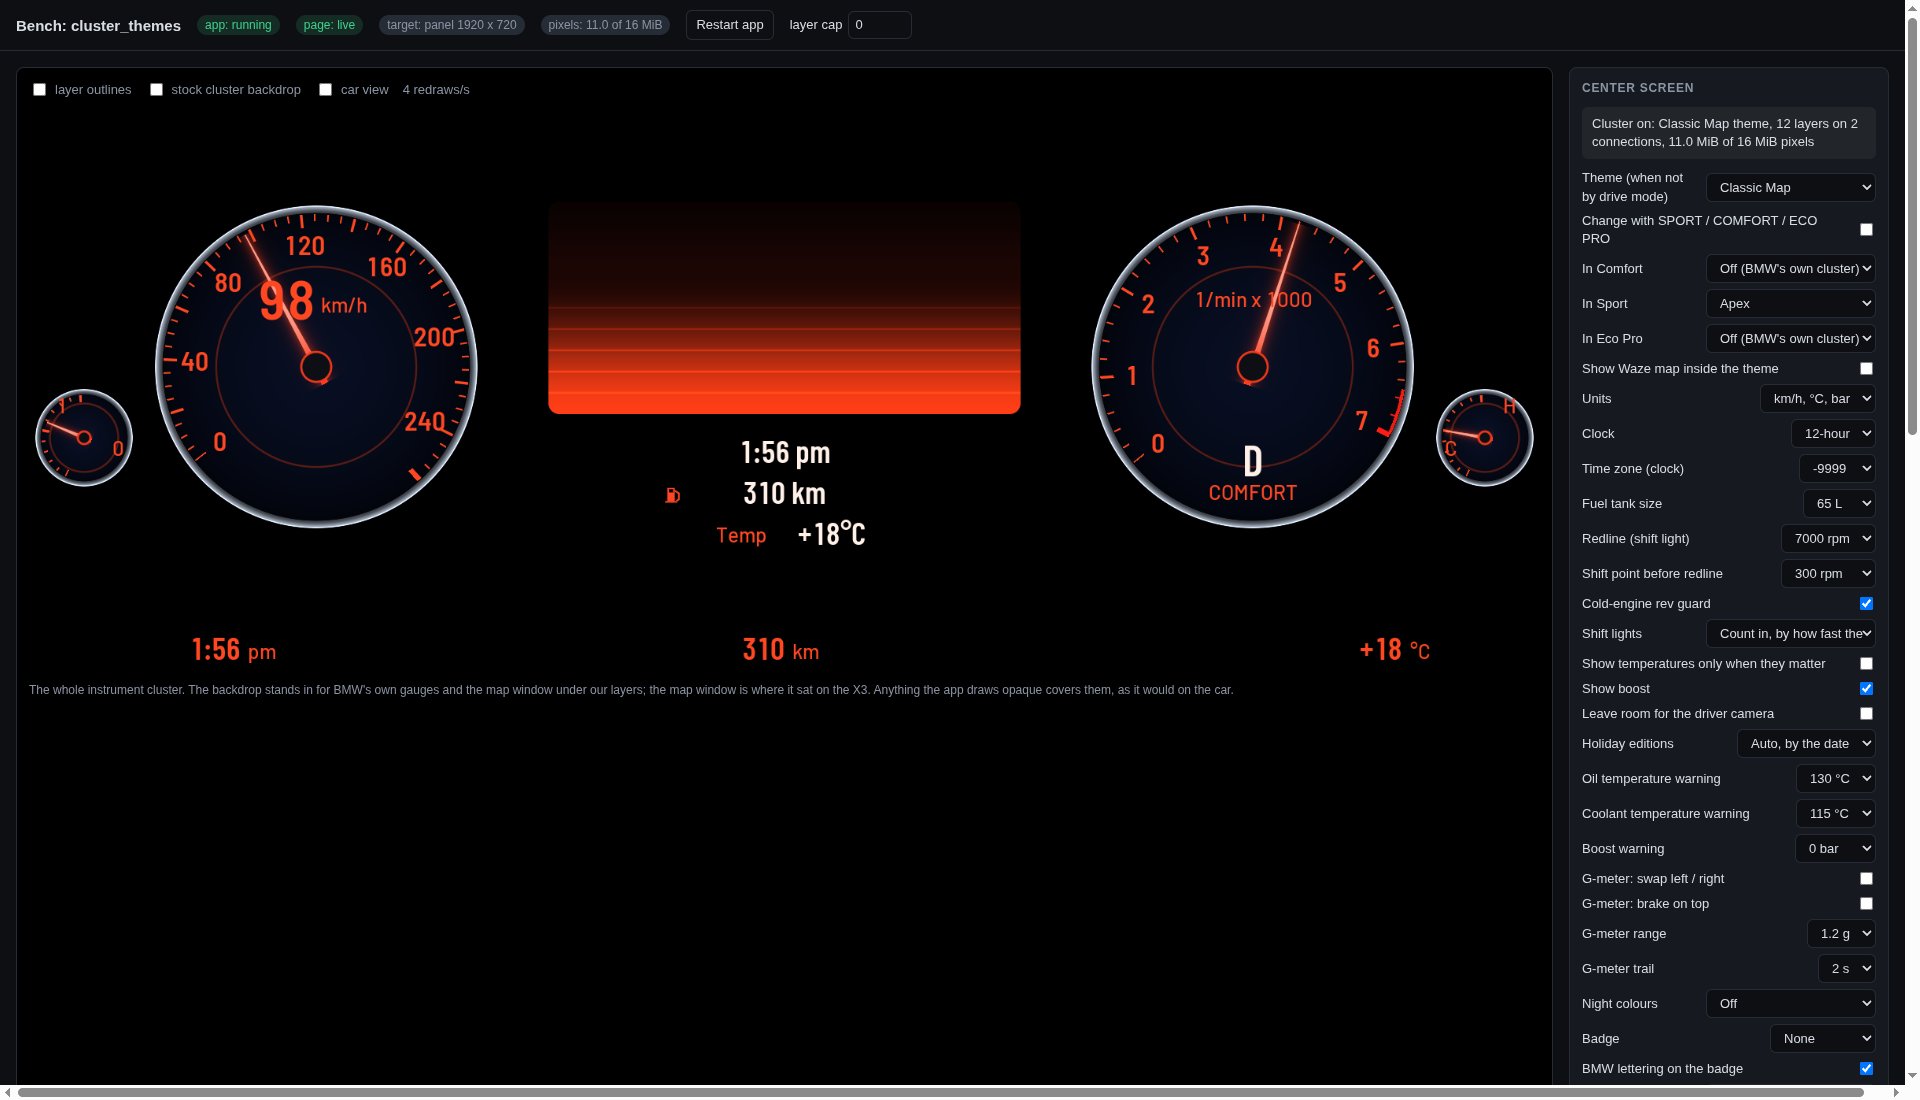 Bench: cluster_themes
app: running
page: live
target: panel 1920 x 720
pixels: 11.0 of 16 MiB
Restart app
layer cap
0
layer outlines
stock cluster backdrop
car view
4 redraws/s
0
40
80
120
160
200
240
98 km/h
1
0
1:56 pm
310 km
Temp +18°C
0
1
2
3
4
5
6
7
1/min x 1000
D
COMFORT
H
C
1:56 pm
310 km
+18 °C
The whole instrument cluster. The backdrop stands in for BMW's own gauges and the map window under our layers; the map window is where it sat on the X3. Anything the app draws opaque covers them, as it would on the car.
CENTER SCREEN
Cluster on: Classic Map theme, 12 layers on 2
connections, 11.0 MiB of 16 MiB pixels
Theme (when not
by drive mode)
Classic Map
Change with SPORT / COMFORT / ECO
PRO
In Comfort
Off (BMW's own cluster)
In Sport
Apex
In Eco Pro
Off (BMW's own cluster)
Show Waze map inside the theme
Units
km/h, °C, bar
Clock
12-hour
Time zone (clock)
-9999
Fuel tank size
65 L
Redline (shift light)
7000 rpm
Shift point before redline
300 rpm
Cold-engine rev guard
Shift lights
Count in, by how fast the
Show temperatures only when they matter
Show boost
Leave room for the driver camera
Holiday editions
Auto, by the date
Oil temperature warning
130 °C
Coolant temperature warning
115 °C
Boost warning
0 bar
G-meter: swap left / right
G-meter: brake on top
G-meter range
1.2 g
G-meter trail
2 s
Night colours
Off
Badge
None
BMW lettering on the badge